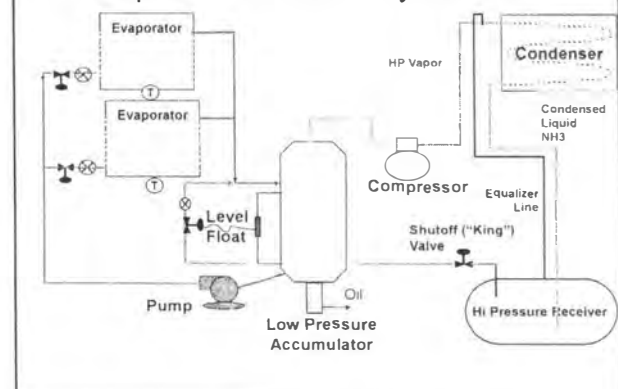 Evaporator
T
Evaporator
T
Level
Float
Pump
Oil
Low Pressure
Accumulator
HP Vapor
Compressor
Condenser
Condensed
Liquid
NH3
Equalizer
Line
Shutoff ("King")
Valve
Hi Pressure Receiver